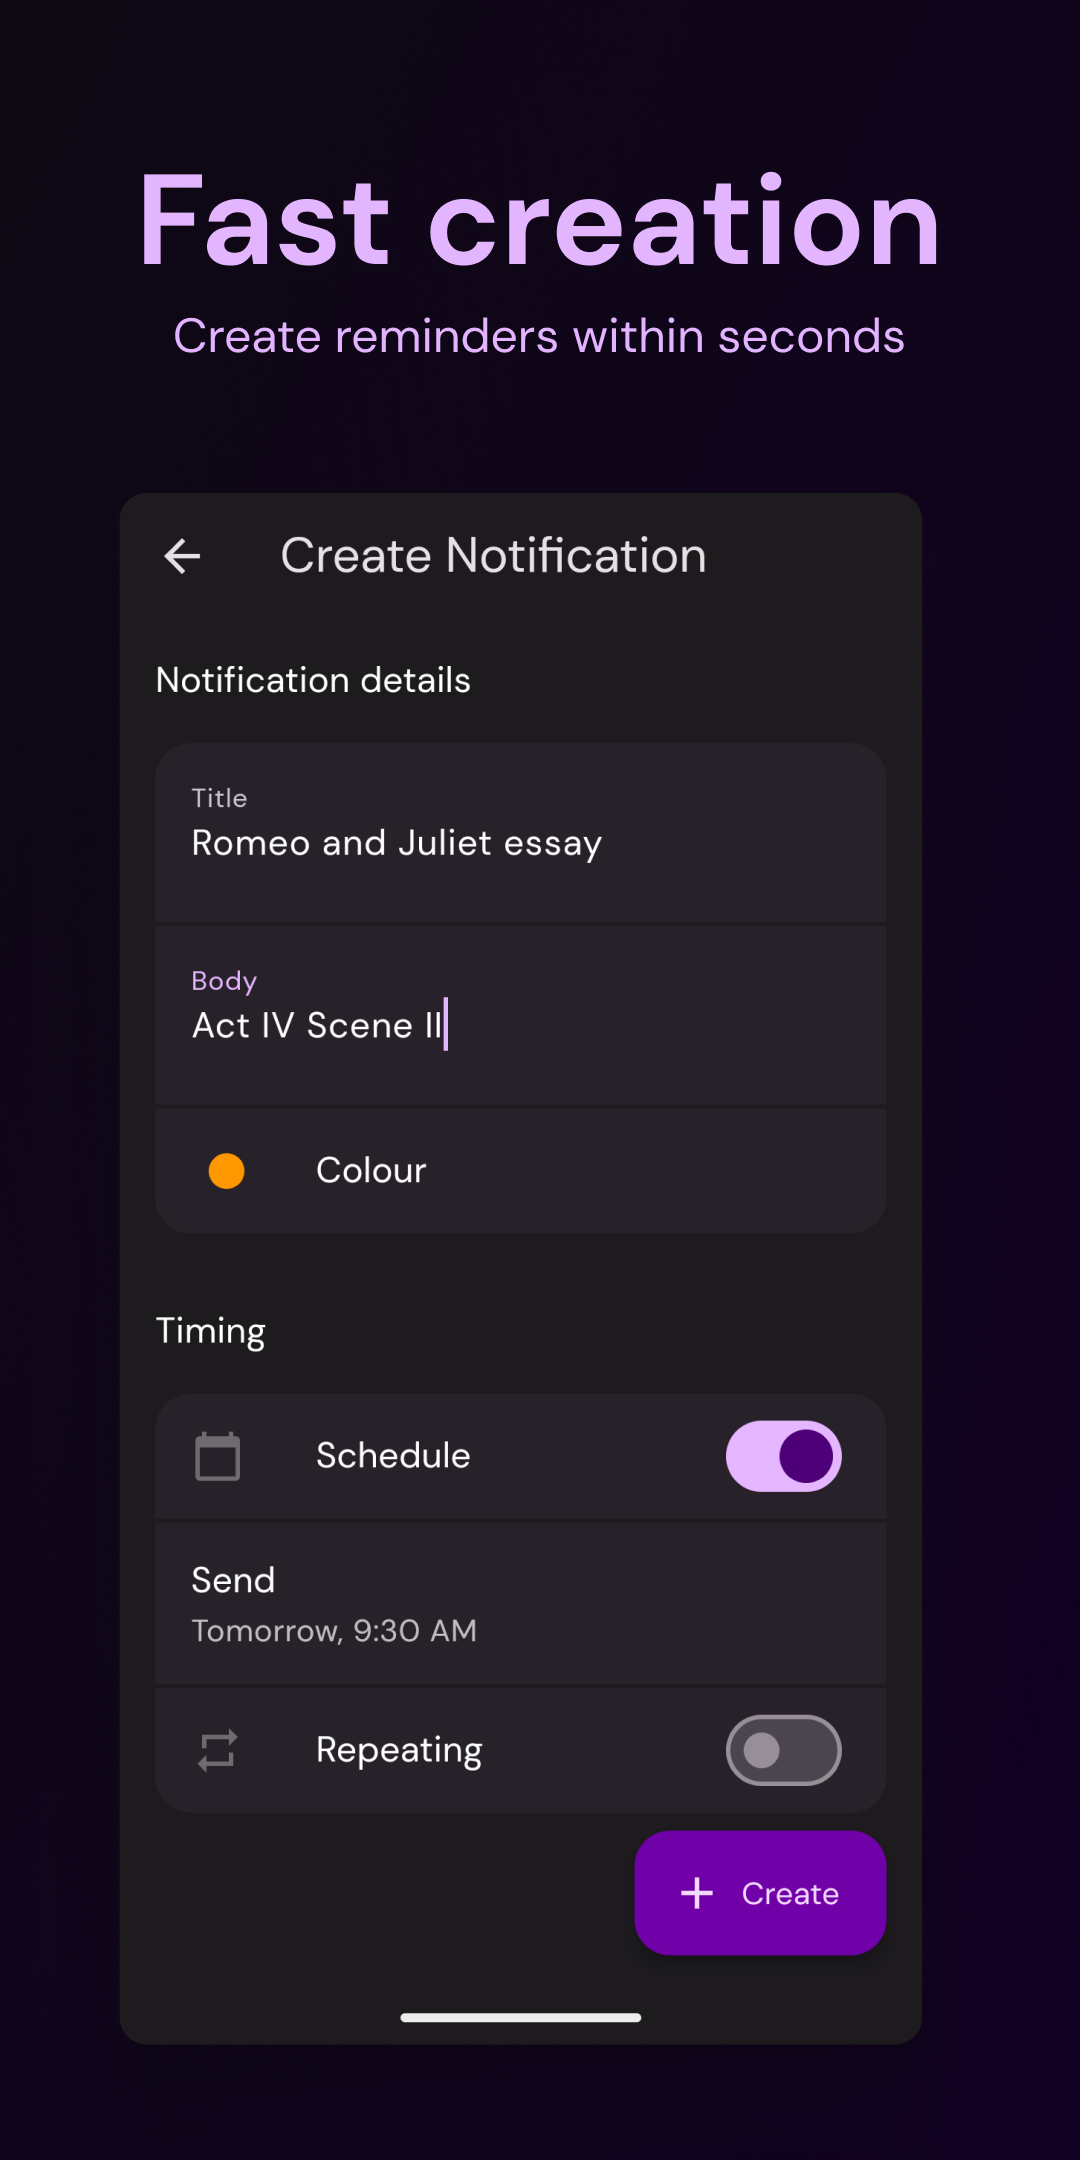 Fast creation
Create reminders within seconds
Create Notification
Notification details
Title
Romeo and Juliet essay
Body
Act IV Scene II
Colour
Timing
Schedule
Send
Tomorrow, 9:30 AM
Repeating
Create